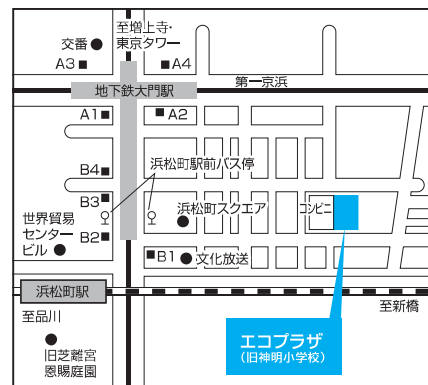 至増上寺・
東京タワー
交番
A3
A4
第一京浜
地下鉄大門駅
A1
A2
浜松町駅前バス停
B4
B3
浜松町スクエア
コンビニ
世界貿易
センター
ビル
B2
B1
文化放送
浜松町駅
至品川
至新橋
エコプラザ
(旧神明小学校)
旧芝離宮
恩賜庭園